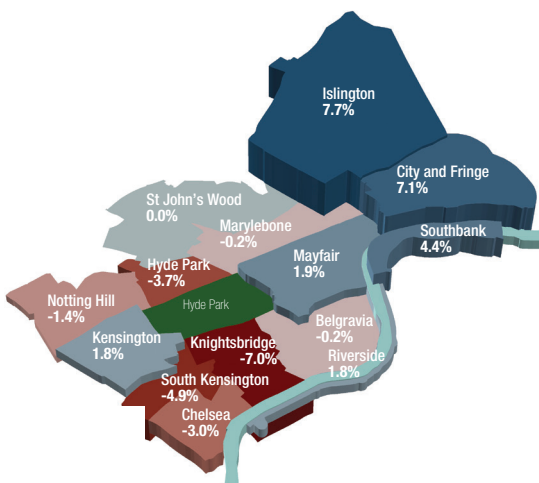 Islington
7.7%
City and Fringe
7.1%
St John's Wood
0.0%
Marylebone
-0.2%
Southbank
4.4%
Mayfair
1.9%
Hyde Park
-3.7%
Notting Hill
-1.4%
Hyde Park
Kensington
1.8%
Knightsbridge
-7.0%
Belgravia
-0.2%
Riverside
1.8%
South Kensington
-4.9%
Chelsea
-3.0%